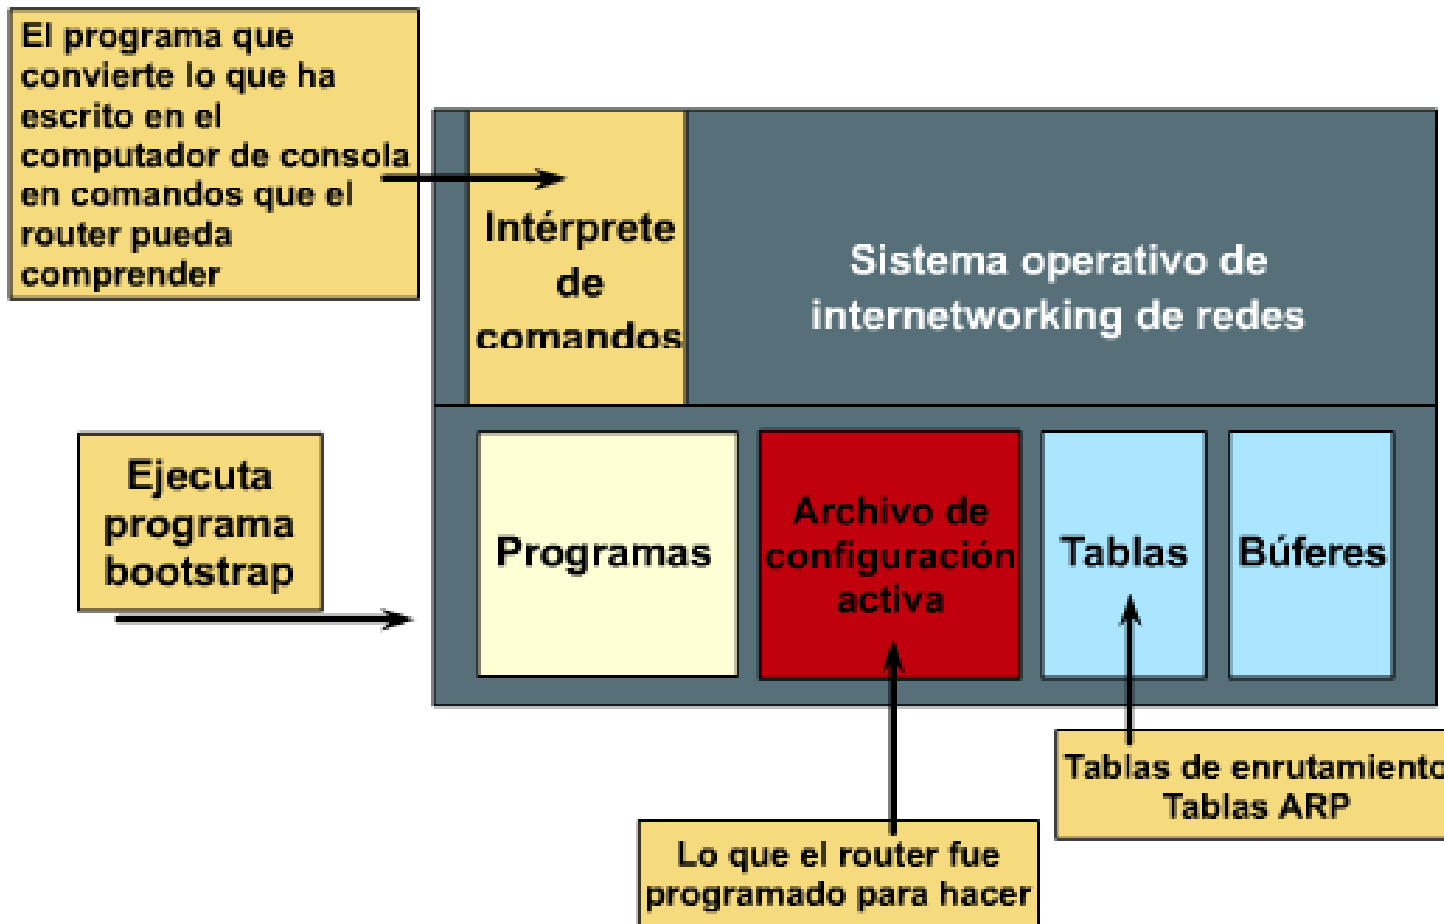 El programa que
convierte lo que ha
escrito en el
computador de consola
en comandos que el
router pueda
comprender
Intérprete
de
comandos
Sistema operativo de
internetworking de redes
Ejecuta
programa
bootstrap
Programas
Archivo de
configuración
activa
Tablas
Búferes
Tablas de enrutamiento
Tablas ARP
Lo que el router fue
programado para hacer